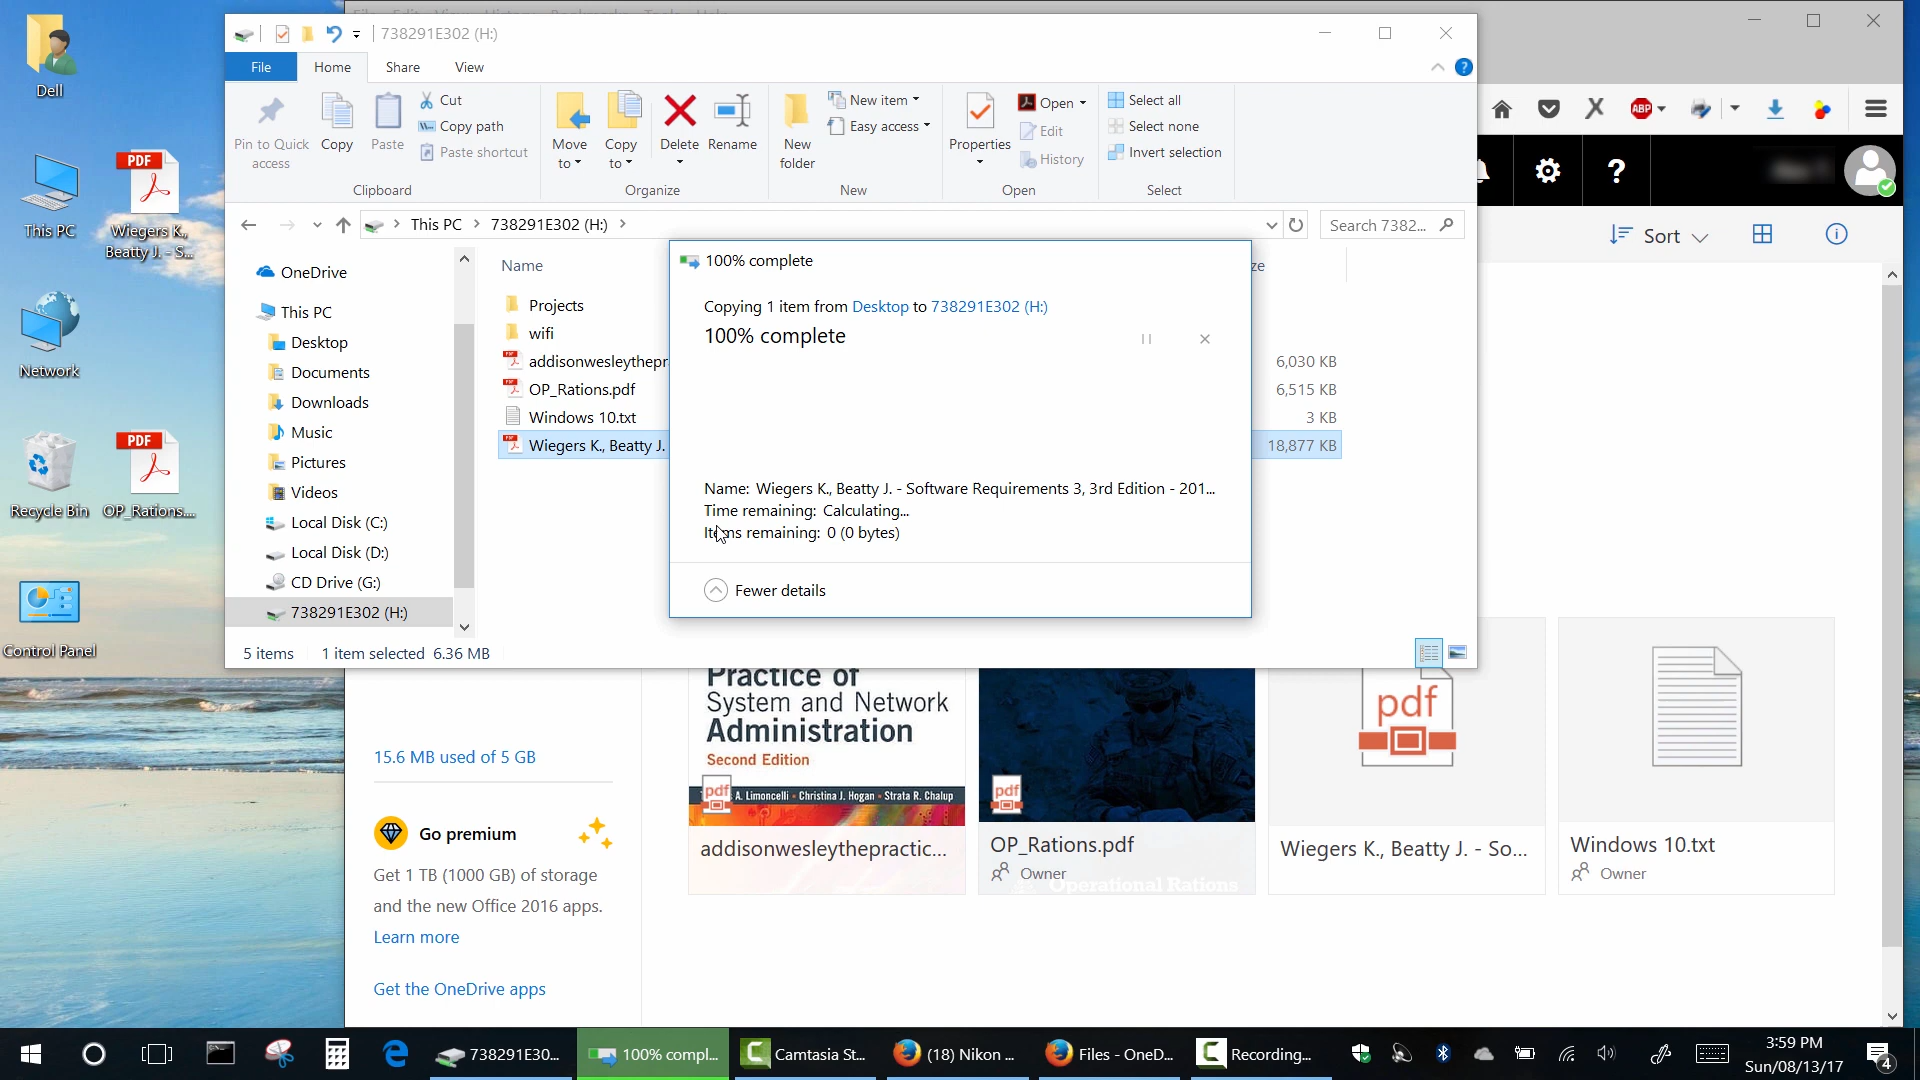 Dell
This PC
Wiegers K.,
Beatty J. - S...
Network
Recycle Bin
OP_Rations....
Control Panel
738291E302 (H:)
File
Home
Share
View
Pin to Quick
access
Copy
Paste
Cut
Copy path
Paste shortcut
Clipboard
Move
to
Copy
to
Delete
Rename
Organize
New
folder
New item
Easy access
New
Properties
Open
Edit
History
Open
Select all
Select none
Invert selection
Select
This PC > 738291E302 (H:) >
Search 7382...
OneDrive
This PC
Desktop
Documents
Downloads
Music
Pictures
Videos
Local Disk (C:)
Local Disk (D:)
CD Drive (G:)
738291E302 (H:)
Name
ze
Projects
wifi
addisonwesleythepr
6,030 KB
OP_Rations.pdf
6,515 KB
Windows 10.txt
3 KB
Wiegers K., Beatty J.
18,877 KB
5 items
1 item selected 6.36 MB
100% complete
Copying 1 item from Desktop to 738291E302 (H:)
100% complete
Name: Wiegers K., Beatty J. - Software Requirements 3, 3rd Edition - 201...
Time remaining: Calculating...
Items remaining: 0 (0 bytes)
Fewer details
ABP
?
Sort
15.6 MB used of 5 GB
Go premium
Get 1 TB (1000 GB) of storage
and the new Office 2016 apps.
Learn more
Get the OneDrive apps
Practice of
System and Network
Administration
Second Edition
pdf
A. Limoncelli • Christina J. Hogan • Strata R. Chalup
addisonwesleythepractic...
pdf
OP_Rations.pdf
Owner
Operational Rations
pdf
Wiegers K., Beatty J. - So...
Windows 10.txt
Owner
738291E30...
100% compl...
Camtasia St...
(18) Nikon ...
Files - OneD...
Recording...
3:59 PM
Sun/08/13/17
4